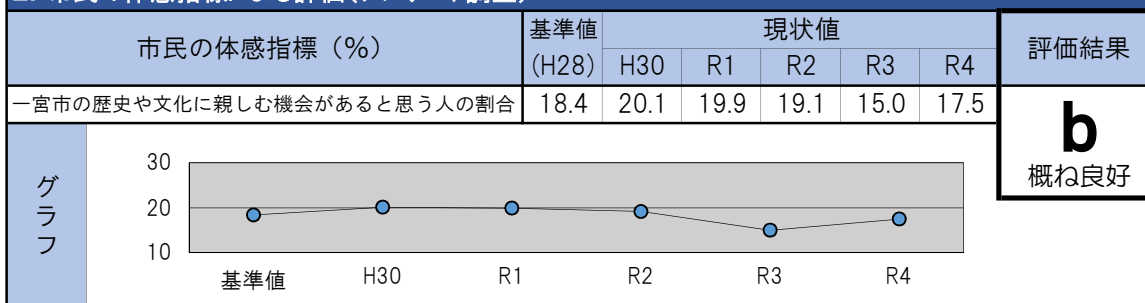 市民の体感指標（%） 基準値 (H28) 現状値 評価結果
H30 R1 R2 R3 R4
一宮市の歴史や文化に親しむ機会があると思う人の割合 18.4 20.1 19.9 19.1 15.0 17.5
b
概ね良好
グラフ
30
20
10
基準値 H30 R1 R2 R3 R4